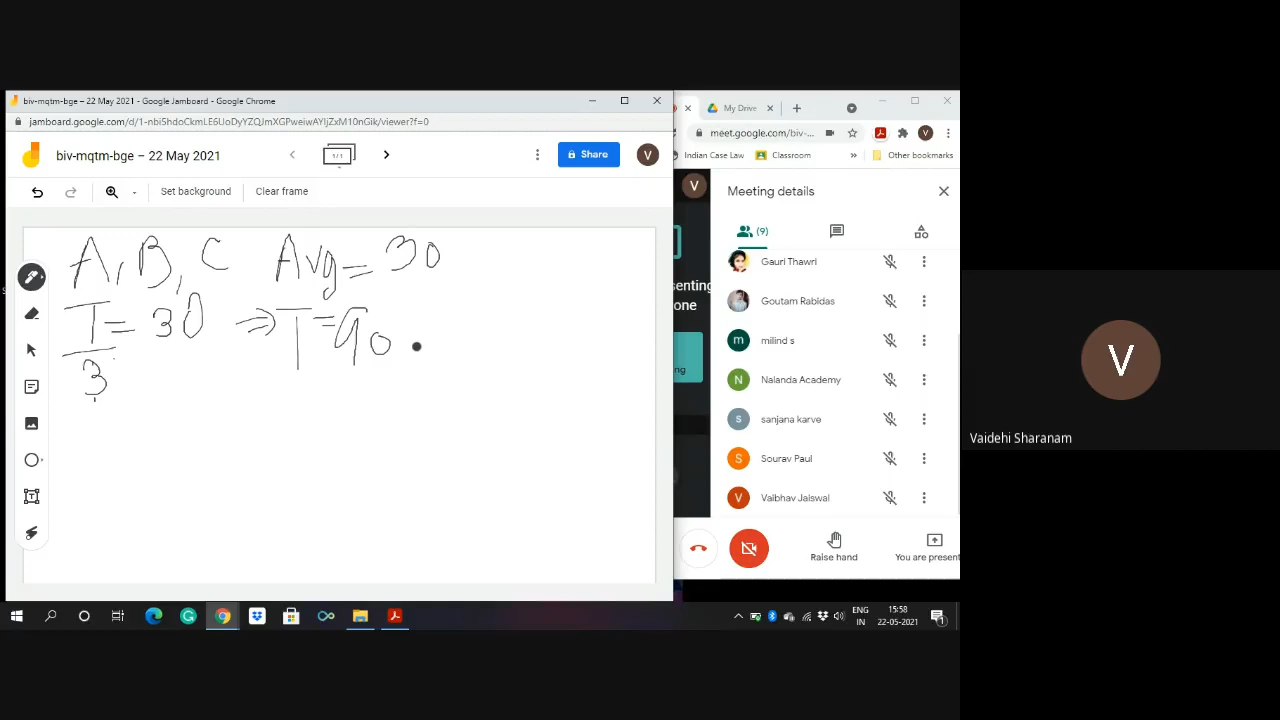 biv-mqtm-bge – 22 May 2021 - Google Jamboard - Google Chrome
jamboard.google.com/d/1-nbi5hdoCkmLE6UoDyYZQJmXGPweiwAYIjZxM10nGik/viewer?f=0
biv-mqtm-bge – 22 May 2021
1/1
Share
V
Set background
Clear frame
A, B, C Avg = 30
T/3 = 30 ⇒ T = 90
My Drive
meet.google.com/biv-
V
Indian Case Law
Classroom
»
Other bookmarks
V
Meeting details
(9)
Gauri Thawri
Goutam Rabidas
m milind s
N Nalanda Academy
s sanjana karve
S Sourav Paul
V Vaibhav Jaiswal
senting
one
ng
Raise hand
You are present
V
Vaidehi Sharanam
ENG
IN
15:58
22-05-2021
1